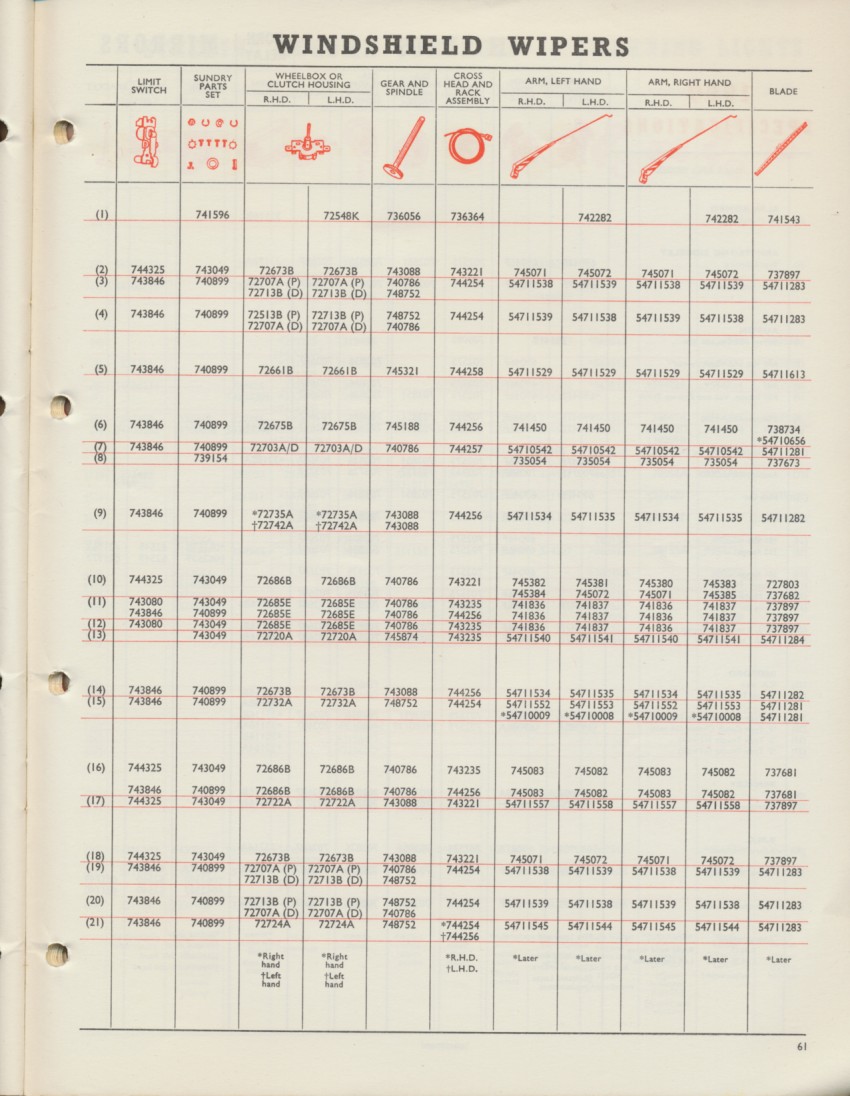 WINDSHIELD WIPERS
LIMIT SWITCH SUNDRY PARTS SET WHEELBOX OR CLUTCH HOUSING GEAR AND SPINDLE CROSS HEAD AND RACK ASSEMBLY ARM, LEFT HAND ARM, RIGHT HAND BLADE
R.H.D. L.H.D. R.H.D. L.H.D. R.H.D. L.H.D.
(1) 741596 72548K 736056 736364 742282 742282 741543
(2) 744325 743049 72673B 72673B 743088 743221 745071 745072 745071 745072 737897
(3) 743846 740899 72707A (P) 72707A (P) 740786 744254 54711538 54711539 54711538 54711539 54711283
72713B (D) 72713B (D) 748752
(4) 743846 740899 72513B (P) 72713B (P) 748752 744254 54711539 54711538 54711539 54711538 54711283
72707A (D) 72707A (D) 740786
(5) 743846 740899 72661B 72661B 745321 744258 54711529 54711529 54711529 54711529 54711613
(6) 743846 740899 72675B 72675B 745188 744256 741450 741450 741450 741450 738734
*54710656
(7) 743846 740899 72703A/D 72703A/D 740786 744257 54710542 54710542 54710542 54710542 54711281
(8) 739154 735054 735054 735054 735054 737673
(9) 743846 740899 *72735A *72735A 743088 744256 54711534 54711535 54711534 54711535 54711282
†72742A †72742A 743088
(10) 744325 743049 72686B 72686B 740786 743221 745382 745381 745380 745383 727803
745384 745072 745071 745385 737682
(11) 743080 743049 72685E 72685E 740786 743235 741836 741837 741836 741837 737897
743846 740899 72685E 72685E 740786 744256 741836 741837 741836 741837 737897
(12) 743080 743049 72685E 72685E 740786 743235 741836 741837 741836 741837 737897
(13) 743049 72720A 72720A 745874 743235 54711540 54711541 54711540 54711541 54711284
(14) 743846 740899 72673B 72673B 743088 744256 54711534 54711535 54711534 54711535 54711282
(15) 743846 740899 72732A 72732A 748752 744254 54711552 54711553 54711552 54711553 54711281
*54710009 *54710008 *54710009 *54710008 54711281
(16) 744325 743049 72686B 72686B 740786 743235 745083 745082 745083 745082 737681
743846 740899 72686B 72686B 740786 744256 745083 745082 745083 745082 737681
(17) 744325 743049 72722A 72722A 743088 743221 54711557 54711558 54711557 54711558 737897
(18) 744325 743049 72673B 72673B 743088 743221 745071 745072 745071 745072 737897
(19) 743846 740899 72707A (P) 72707A (P) 740786 744254 54711538 54711539 54711538 54711539 54711283
72713B (D) 72713B (D) 748752
(20) 743846 740899 72713B (P) 72713B (P) 748752 744254 54711539 54711538 54711539 54711538 54711283
72707A (D) 72707A (D) 740786
(21) 743846 740899 72724A 72724A 748752 *744254 54711545 54711544 54711545 54711544 54711283
†744256
*Right hand *Right hand *R.H.D. *Later *Later *Later *Later *Later
†Left hand †Left hand †L.H.D.
61